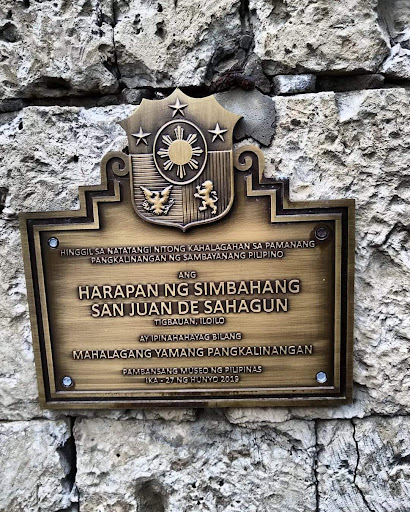 HINGGIL SA NATATANGI NITONG KAHALAGAHAN SA PAMANANG
PANGKALINANGAN NG SAMBAYANANG PILIPINO
ANG
HARAPAN NG SIMBAHANG
SAN JUAN DE SAHAGUN
TIGBAUAN, ILOILO
AY IPINAHAHAYAG BILANG
MAHALAGANG YAMANG PANGKALINANGAN
PAMBANSANG MUSEO NG PILIPINAS
IKA - 27 NG HUNYO 2019